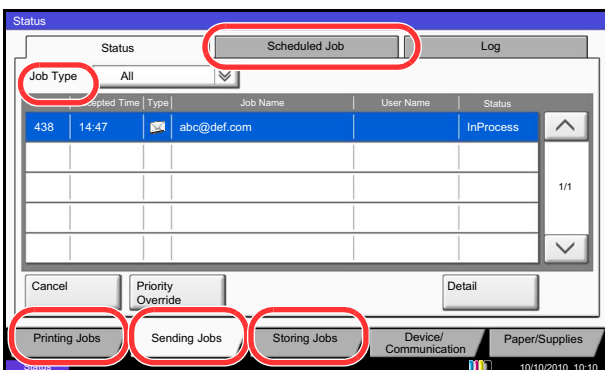 Status
Status Scheduled Job Log
Job Type All
Accepted Time Type Job Name User Name Status
438 14:47 abc@def.com InProcess
1/1
Cancel Priority Override Detail
Printing Jobs Sending Jobs Storing Jobs Device/ Communication Paper/Supplies
Status 10/10/2010 10:10